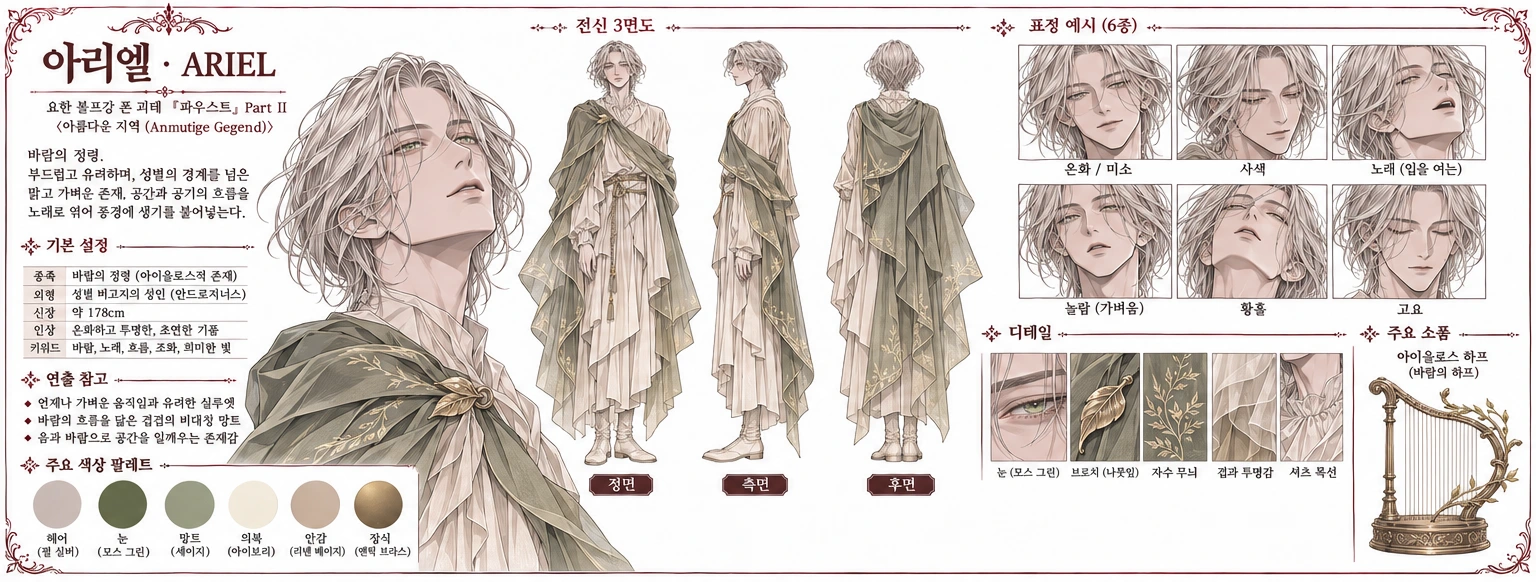 아리엘 · ARIEL
요한 볼프강 폰 괴테 『파우스트』 Part II
〈아름다운 지역 (Anmutige Gegend)〉
바람의 정령.
부드럽고 유려하며, 성별의 경계를 넘은
맑고 가벼운 존재, 공간과 공기의 흐름을
노래로 엮어 풍경에 생기를 불어넣는다.
기본 설정
종족 바람의 정령 (아이올로스적 존재)
외형 성별 비고지의 성인 (안드로지너스)
신장 약 178cm
인상 온화하고 투명한, 초연한 기품
키워드 바람, 노래, 흐름, 조화, 희미한 빛
연출 참고
◆ 언제나 가벼운 움직임과 유려한 실루엣
◆ 바람의 흐름을 닮은 겹겹의 비대칭 망트
◆ 음과 바람으로 공간을 일깨우는 존재감
주요 색상 팔레트
헤어
(펄 실버)
눈
(모스 그린)
망트
(세이지)
의복
(아이보리)
안감
(리넨 베이지)
장식
(앤틱 브라스)
전신 3면도
정면
측면
후면
표정 예시 (6종)
온화 / 미소
사색
노래 (입을 여는)
놀람 (가벼움)
황홀
고요
디테일
눈 (모스 그린)
브로치 (나뭇잎)
자수 무늬
겹과 투명감
셔츠 목선
주요 소품
아이올로스 하프
(바람의 하프)